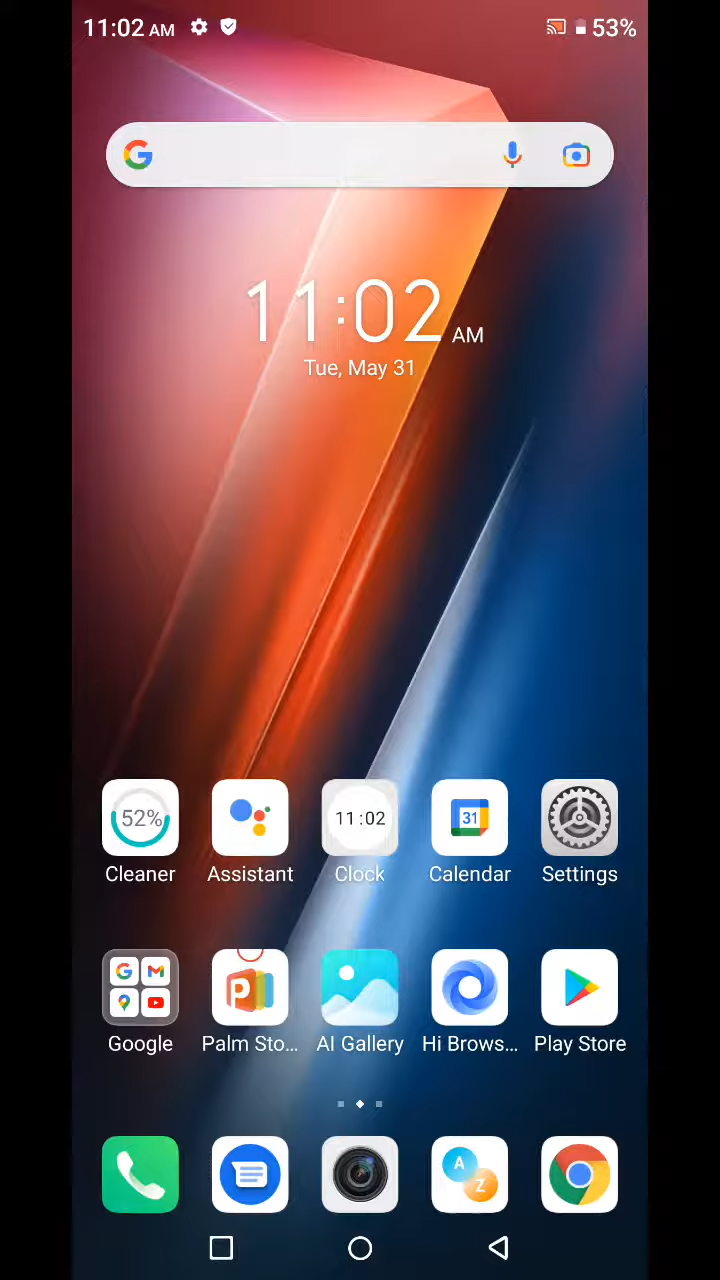 11:02 AM 53%
11:02 AM
Tue, May 31
52% 11:02 31
Cleaner Assistant Clock Calendar Settings
Google Palm Sto... AI Gallery Hi Brows... Play Store
A
Z